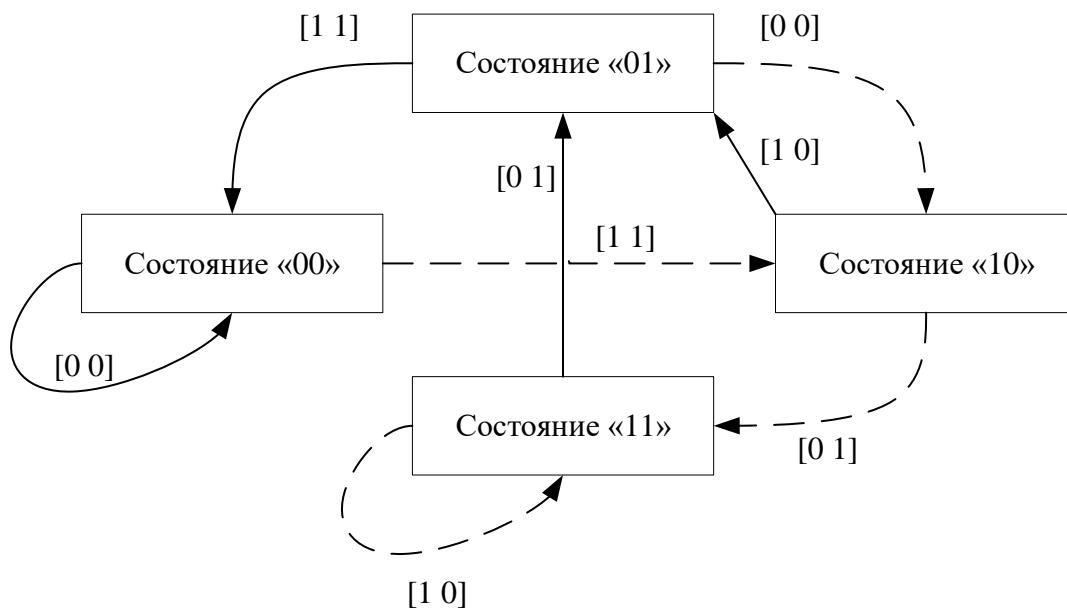 [1 1]
[0 0]
Состояние «01»
[1 0]
[0 1]
[1 1]
Состояние «00»
Состояние «10»
[0 0]
Состояние «11»
[0 1]
[1 0]